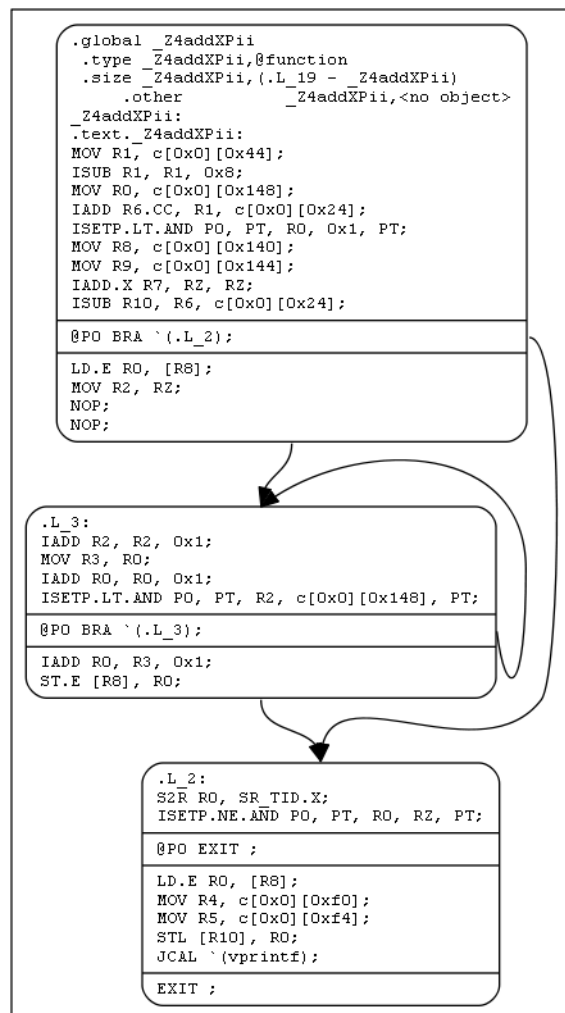 .global _Z4addXPii
.type _Z4addXPii,@function
.size _Z4addXPii,(.L_19 - _Z4addXPii)
.other _Z4addXPii,<no object>
_Z4addXPii:
.text._Z4addXPii:
MOV R1, c[0x0][0x44];
ISUB R1, R1, 0x8;
MOV R0, c[0x0][0x148];
IADD R6.CC, R1, c[0x0][0x24];
ISETP.LT.AND P0, PT, R0, 0x1, PT;
MOV R8, c[0x0][0x140];
MOV R9, c[0x0][0x144];
IADD.X R7, RZ, RZ;
ISUB R10, R6, c[0x0][0x24];
@P0 BRA `(.L_2);
LD.E R0, [R8];
MOV R2, RZ;
NOP;
NOP;
.L_3:
IADD R2, R2, 0x1;
MOV R3, R0;
IADD R0, R0, 0x1;
ISETP.LT.AND P0, PT, R2, c[0x0][0x148], PT;
@P0 BRA `(.L_3);
IADD R0, R3, 0x1;
ST.E [R8], R0;
.L_2:
S2R R0, SR_TID.X;
ISETP.NE.AND P0, PT, R0, RZ, PT;
@P0 EXIT ;
LD.E R0, [R8];
MOV R4, c[0x0][0xf0];
MOV R5, c[0x0][0xf4];
STL [R10], R0;
JCAL `(vprintf);
EXIT ;